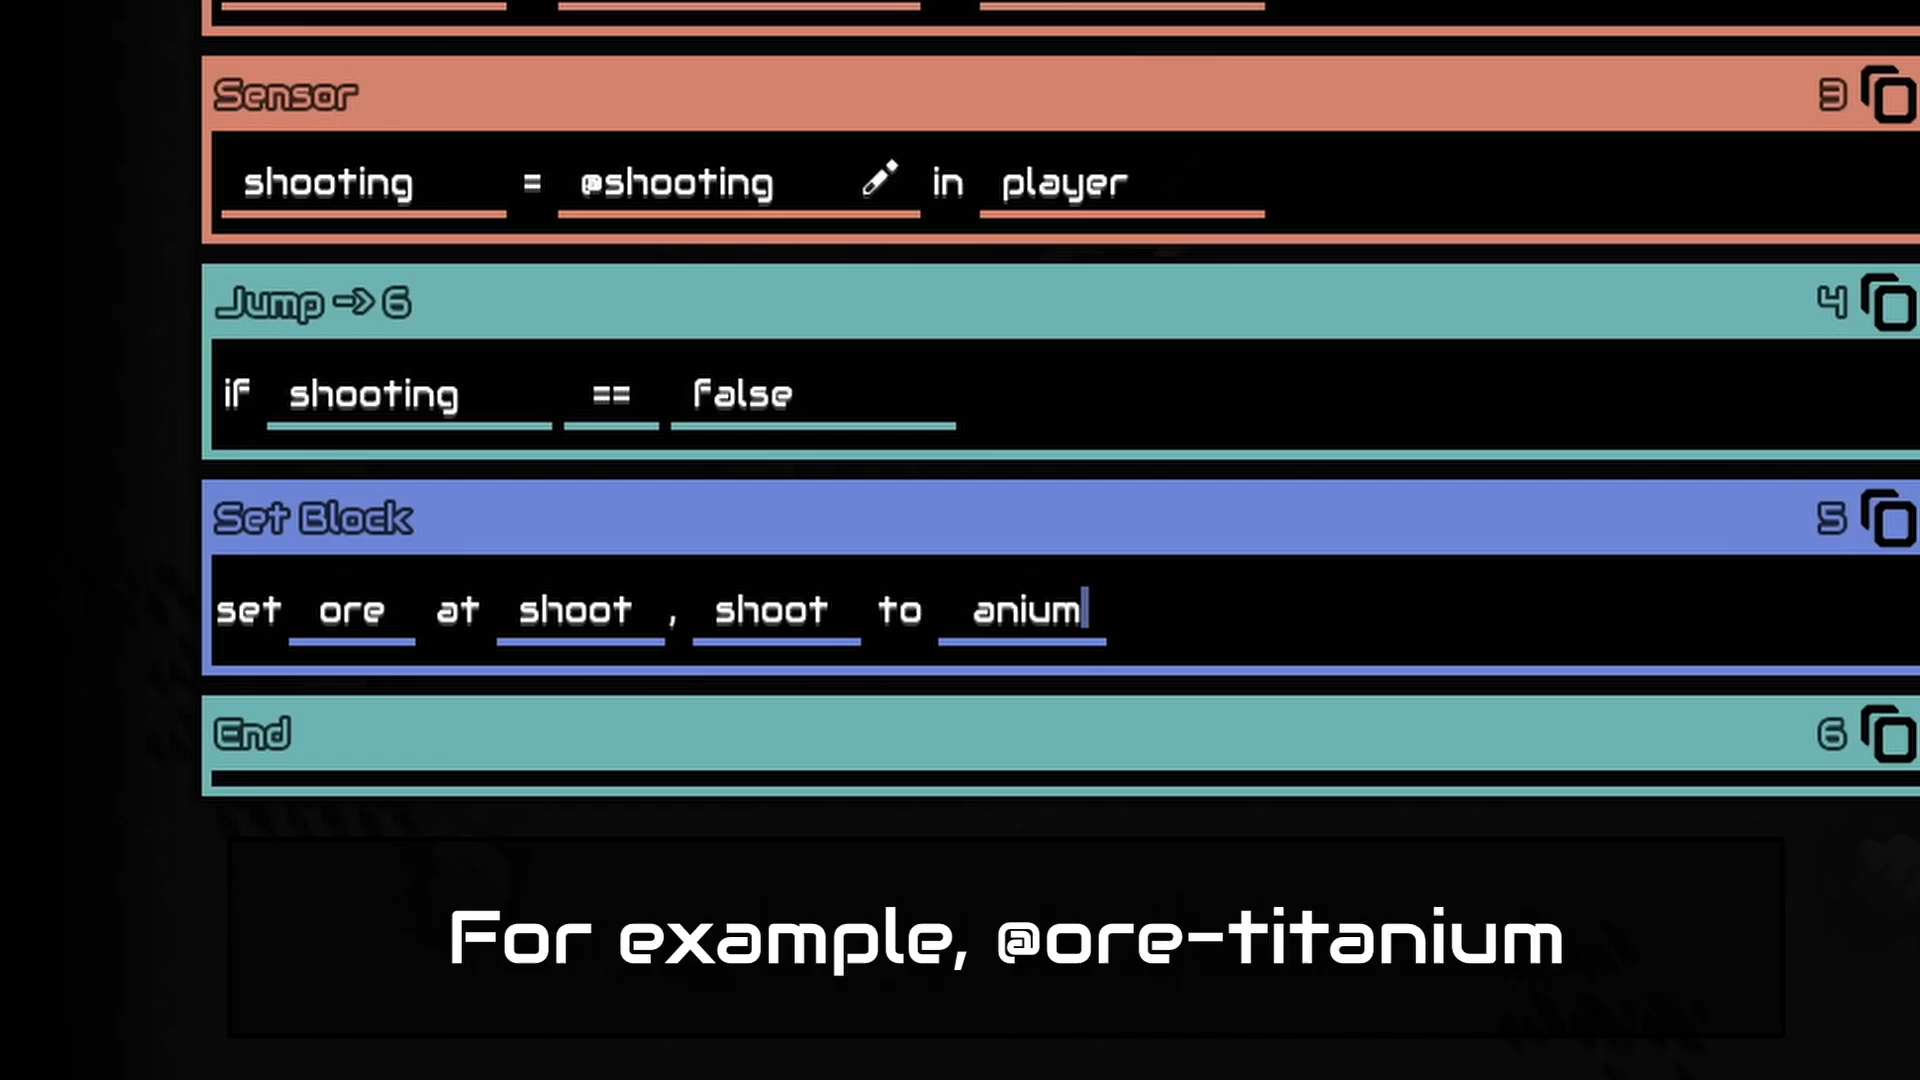 Sensor 3
shooting = @shooting in player
Jump -> 6 4
if shooting == false
Set Block 5
set ore at shoot , shoot to anium
End 6
For example, @ore-titanium